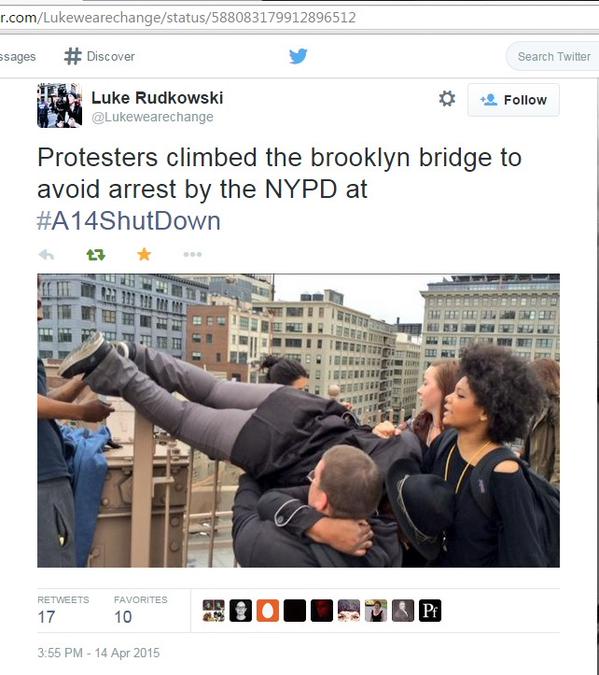 r.com/Lukewearechange/status/588083179912896512
ssages # Discover Search Twitter
Luke Rudkowski
@Lukewearechange
Follow
Protesters climbed the brooklyn bridge to
avoid arrest by the NYPD at
#A14ShutDown
RETWEETS FAVORITES
17 10
Pf
3:55 PM - 14 Apr 2015